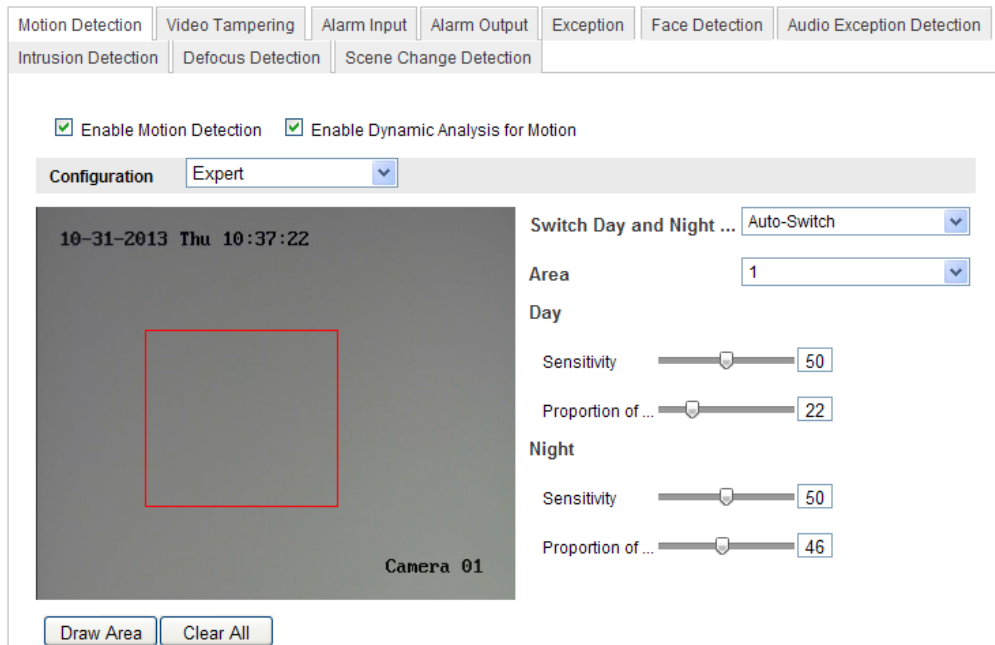 Motion Detection Video Tampering Alarm Input Alarm Output Exception Face Detection Audio Exception Detection
Intrusion Detection Defocus Detection Scene Change Detection
Enable Motion Detection Enable Dynamic Analysis for Motion
Configuration Expert
10-31-2013 Thu 10:37:22
Camera 01
Switch Day and Night ... Auto-Switch
Area 1
Day
Sensitivity 50
Proportion of ... 22
Night
Sensitivity 50
Proportion of ... 46
Draw Area Clear All